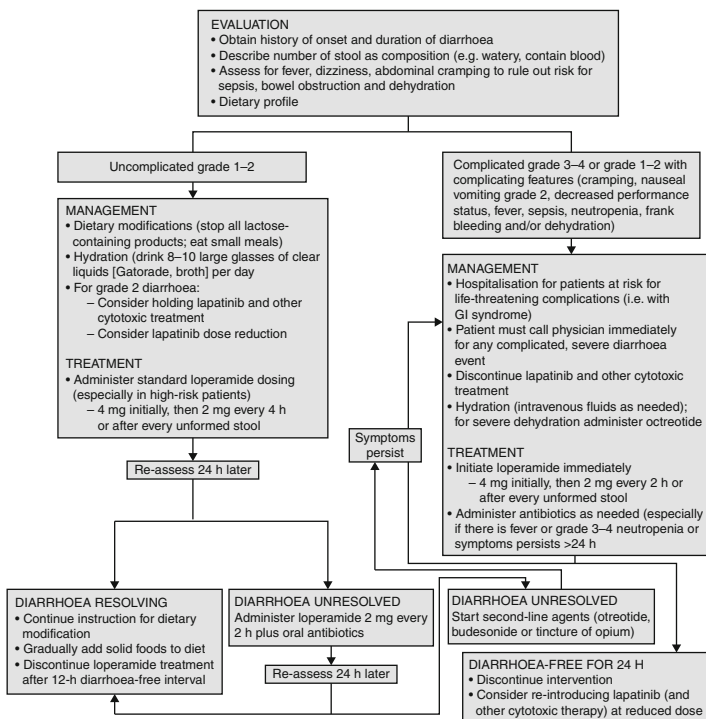 EVALUATION
• Obtain history of onset and duration of diarrhoea
• Describe number of stool as composition (e.g. watery, contain blood)
• Assess for fever, dizziness, abdominal cramping to rule out risk for
sepsis, bowel obstruction and dehydration
• Dietary profile
Uncomplicated grade 1–2
MANAGEMENT
• Dietary modifications (stop all lactose-
containing products; eat small meals)
• Hydration (drink 8–10 large glasses of clear
liquids [Gatorade, broth] per day
• For grade 2 diarrhoea:
– Consider holding lapatinib and other
cytotoxic treatment
– Consider lapatinib dose reduction
TREATMENT
• Administer standard loperamide dosing
(especially in high-risk patients)
– 4 mg initially, then 2 mg every 4 h
or after every unformed stool
Re-assess 24 h later
Complicated grade 3–4 or grade 1–2 with
complicating features (cramping, nauseal
vomiting grade 2, decreased performance
status, fever, sepsis, neutropenia, frank
bleeding and/or dehydration)
MANAGEMENT
• Hospitalisation for patients at risk for
life-threatening complications (i.e. with
GI syndrome)
• Patient must call physician immediately
for any complicated, severe diarrhoea
event
• Discontinue lapatinib and other cytotoxic
treatment
• Hydration (intravenous fluids as needed);
for severe dehydration administer octreotide
TREATMENT
• Initiate loperamide immediately
– 4 mg initially, then 2 mg every 2 h or
after every unformed stool
• Administer antibiotics as needed (especially
if there is fever or grade 3–4 neutropenia or
symptoms persists >24 h
Symptoms
persist
DIARRHOEA RESOLVING
• Continue instruction for dietary
modification
• Gradually add solid foods to diet
• Discontinue loperamide treatment
after 12-h diarrhoea-free interval
DIARRHOEA UNRESOLVED
Administer loperamide 2 mg every
2 h plus oral antibiotics
Re-assess 24 h later
DIARRHOEA UNRESOLVED
Start second-line agents (otreotide,
budesonide or tincture of opium)
DIARRHOEA-FREE FOR 24 H
• Discontinue intervention
• Consider re-introducing lapatinib (and
other cytotoxic therapy) at reduced dose